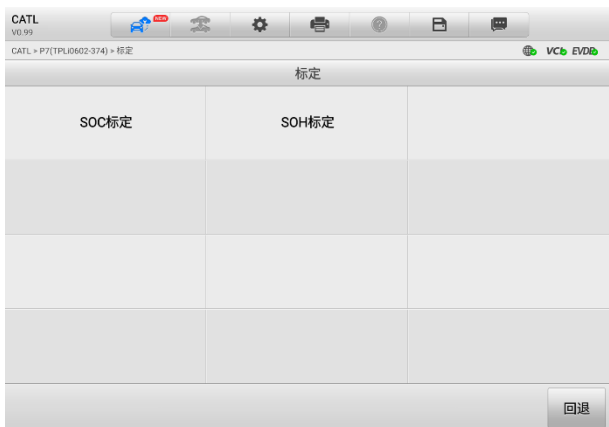 CATL
V0.99
NEW
CATL > P7(TPLi0602-374) > 标定
VCI EVDB
标定
SOC标定
SOH标定
回退